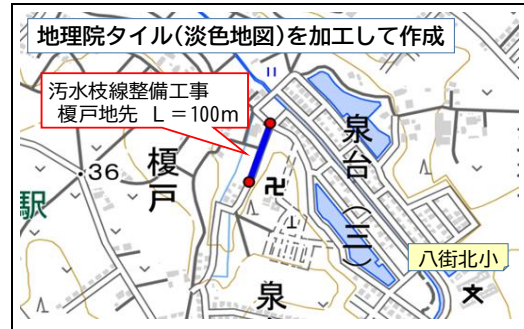 地理院タイル(淡色地図)を加工して作成
汚水枝線整備工事
榎戸地先 L=100m
泉台(三)
榎戸
36
駅
八街北小
泉